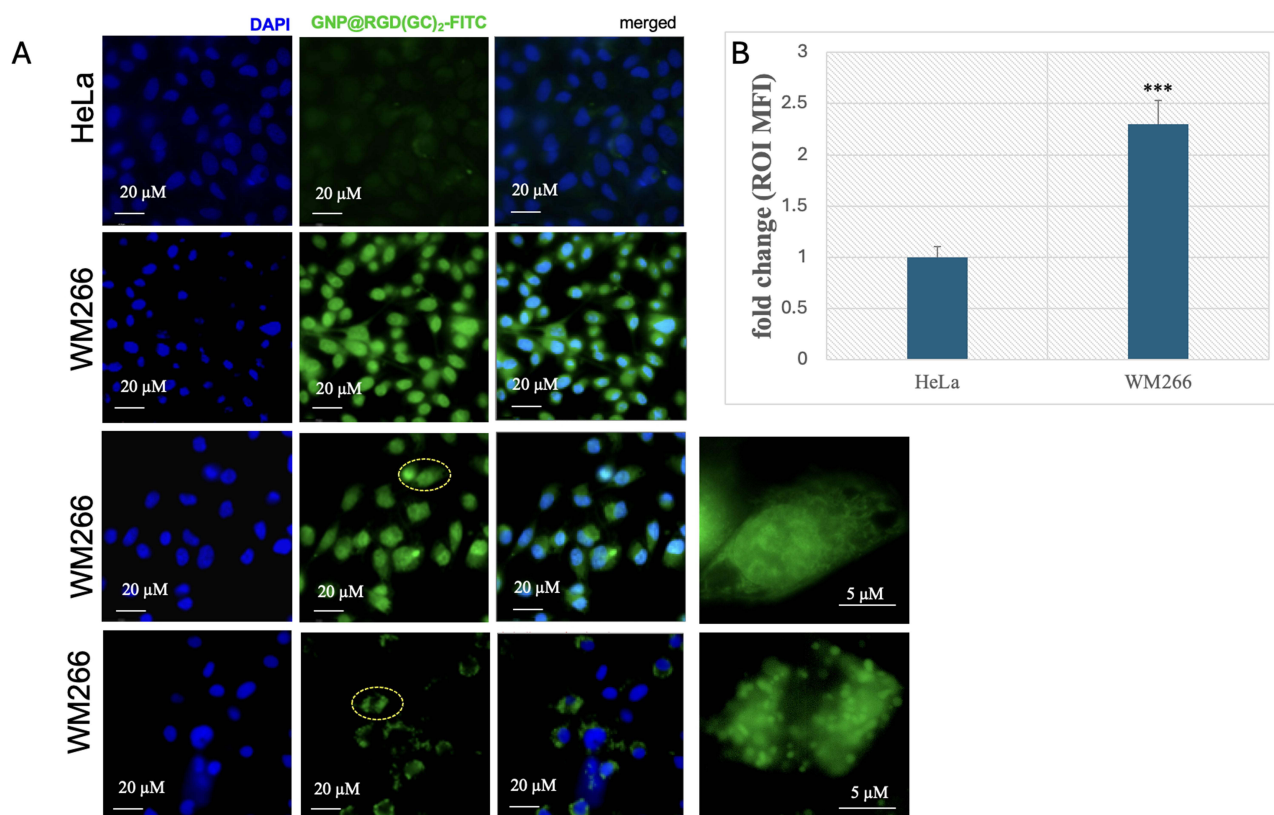 A
DAPI
GNP@RGD(GC)₂-FITC
merged
HeLa
20 μM
20 μM
20 μM
WM266
20 μM
20 μM
20 μM
WM266
20 μM
20 μM
20 μM
5 μM
WM266
20 μM
20 μM
20 μM
5 μM
B
fold change (ROI MFI)
3
2.5
2
1.5
1
0.5
0
***
HeLa
WM266